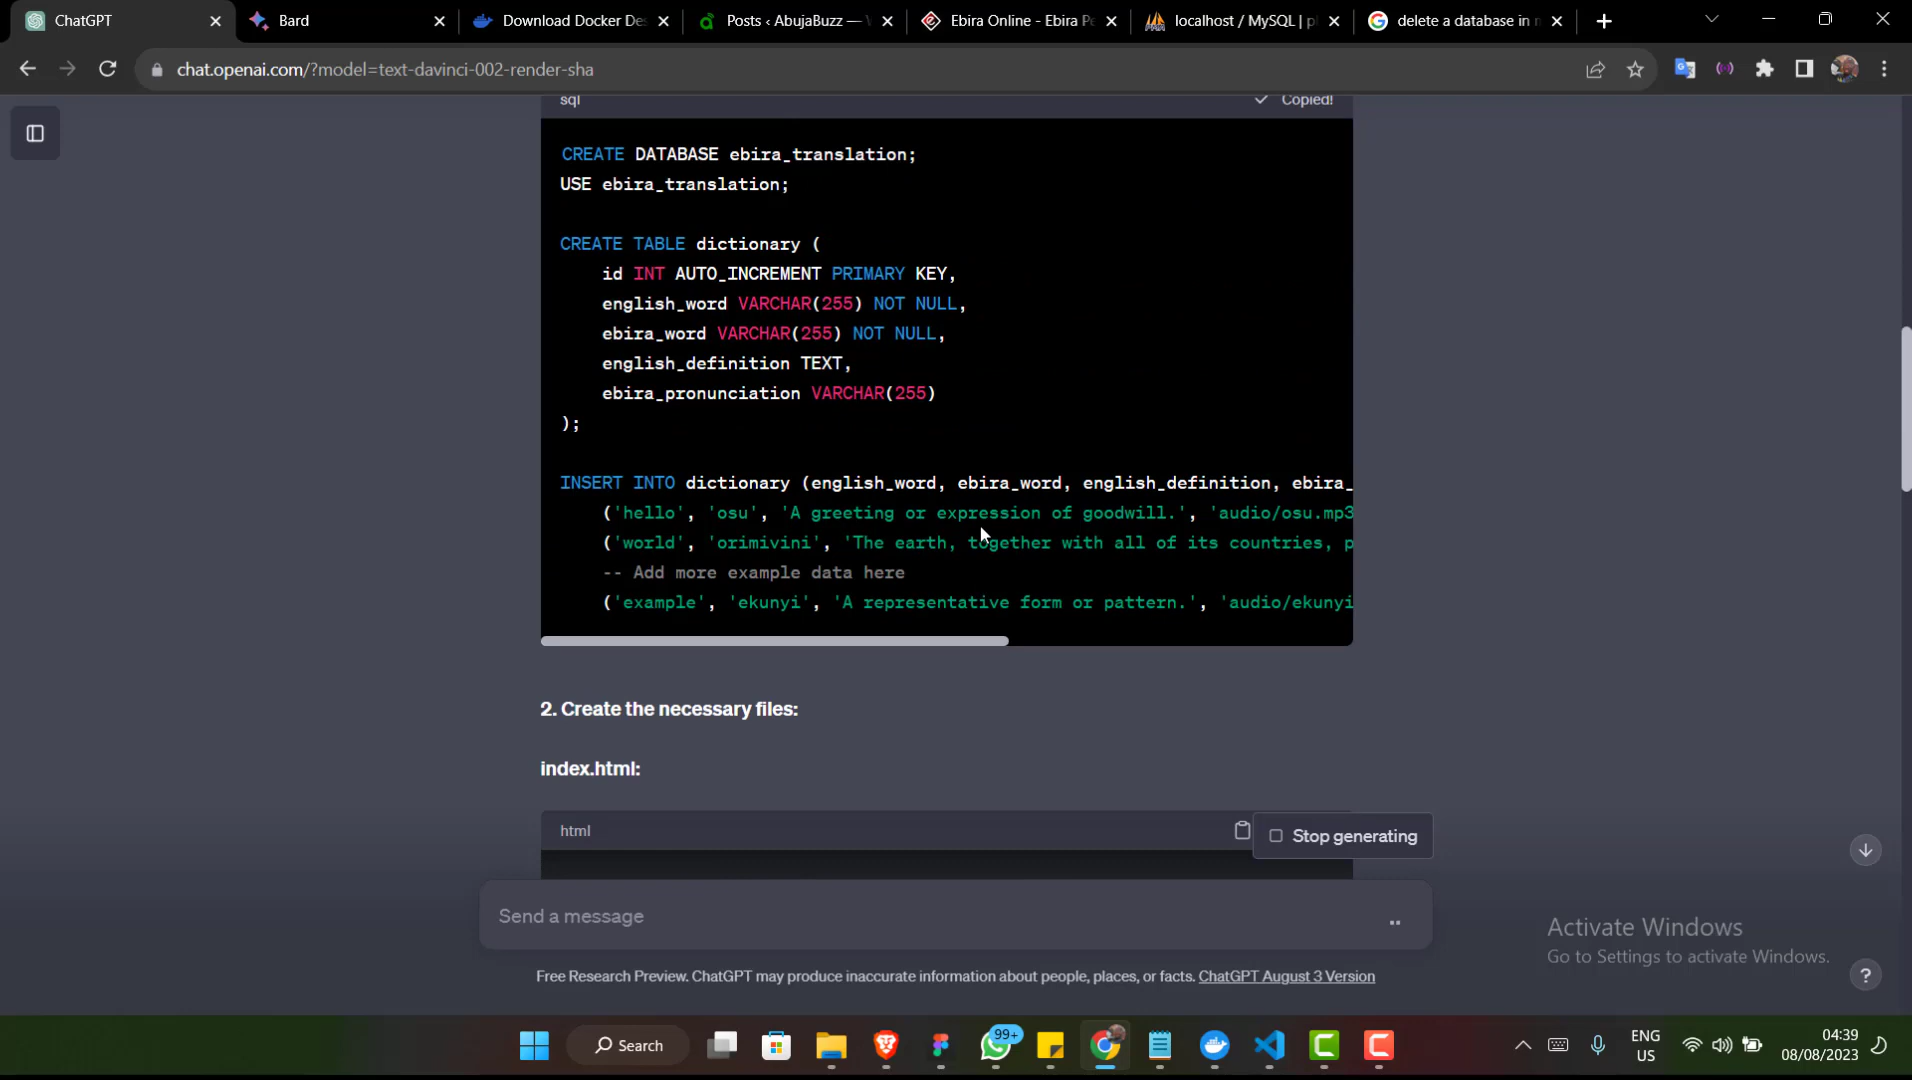 ChatGPT
Bard
Download Docker Des
Posts ‹ AbujaBuzz —
Ebira Online - Ebira Pe
localhost / MySQL | p
delete a database in
chat.openai.com/?model=text-davinci-002-render-sha
sql
Copied!
CREATE DATABASE ebira_translation;
USE ebira_translation;
CREATE TABLE dictionary (
id INT AUTO_INCREMENT PRIMARY KEY,
english_word VARCHAR(255) NOT NULL,
ebira_word VARCHAR(255) NOT NULL,
english_definition TEXT,
ebira_pronunciation VARCHAR(255)
);
INSERT INTO dictionary (english_word, ebira_word, english_definition, ebira_
('hello', 'osu', 'A greeting or expression of goodwill.', 'audio/osu.mp3
('world', 'orimivini', 'The earth, together with all of its countries, p
-- Add more example data here
('example', 'ekunyi', 'A representative form or pattern.', 'audio/ekunyi
2. Create the necessary files:
index.html:
html
Stop generating
Send a message
Free Research Preview. ChatGPT may produce inaccurate information about people, places, or facts. ChatGPT August 3 Version
Activate Windows
Go to Settings to activate Windows.
?
Search
99+
ENG
US
04:39
08/08/2023